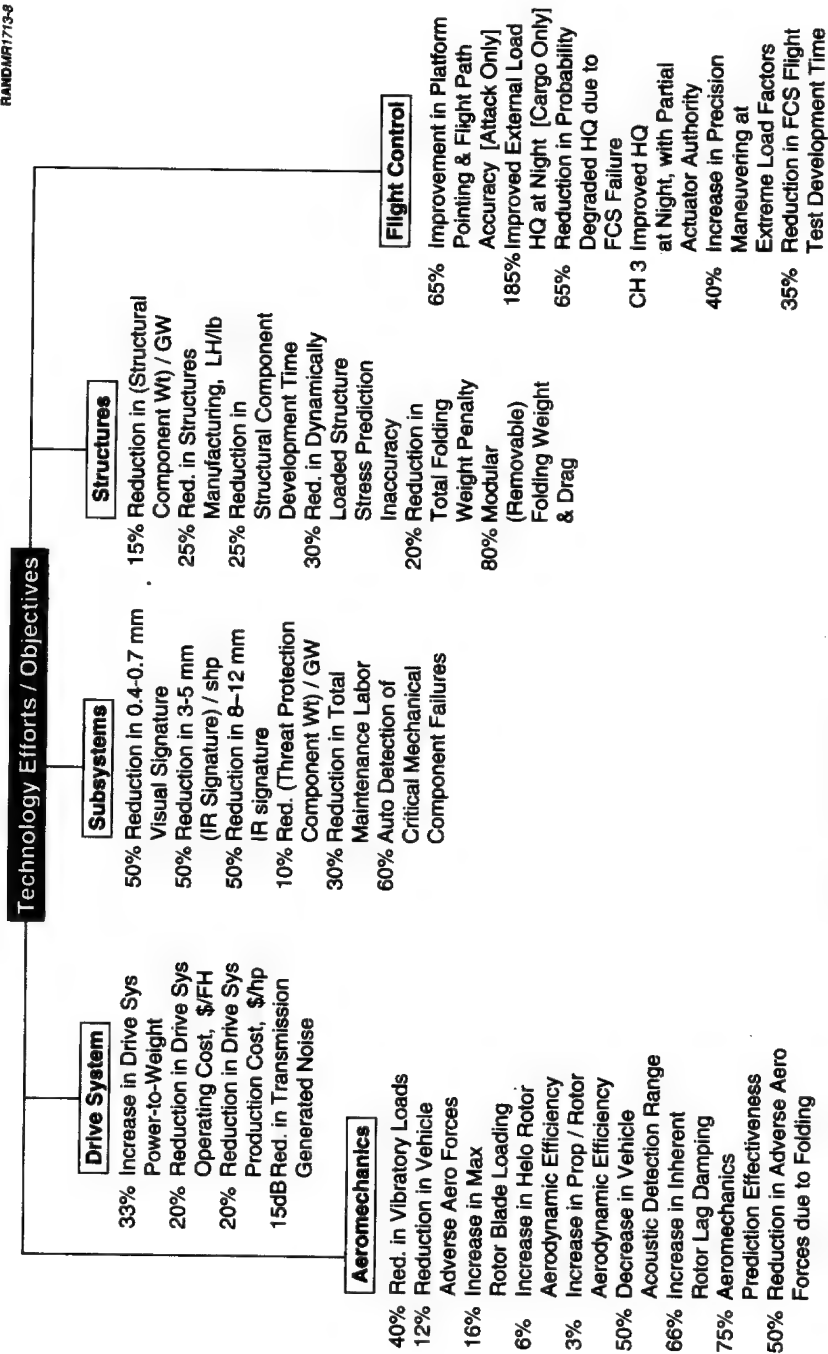 RANDMR1713-8
Technology Efforts / Objectives
Drive System
33% Increase in Drive Sys
Power-to-Weight
20% Reduction in Drive Sys
Operating Cost, $/FH
20% Reduction in Drive Sys
Production Cost, $/hp
15dB Red. in Transmission
Generated Noise
Subsystems
50% Reduction in 0.4-0.7 mm
Visual Signature
50% Reduction in 3-5 mm
(IR Signature) / shp
50% Reduction in 8–12 mm
IR signature
10% Red. (Threat Protection
Component Wt) / GW
30% Reduction in Total
Maintenance Labor
60% Auto Detection of
Critical Mechanical
Component Failures
Structures
15% Reduction in (Structural
Component Wt) / GW
25% Red. in Structures
Manufacturing, LH/lb
25% Reduction in
Structural Component
Development Time
30% Red. in Dynamically
Loaded Structure
Stress Prediction
Inaccuracy
20% Reduction in
Total Folding
Weight Penalty
80% Modular
(Removable)
Folding Weight
& Drag
Aeromechanics
40% Red. in Vibratory Loads
12% Reduction in Vehicle
Adverse Aero Forces
16% Increase in Max
Rotor Blade Loading
6% Increase in Helo Rotor
Aerodynamic Efficiency
3% Increase in Prop / Rotor
Aerodynamic Efficiency
50% Decrease in Vehicle
Acoustic Detection Range
66% Increase in Inherent
Rotor Lag Damping
75% Aeromechanics
Prediction Effectiveness
50% Reduction in Adverse Aero
Forces due to Folding
Flight Control
65% Improvement in Platform
Pointing & Flight Path
Accuracy [Attack Only]
185% Improved External Load
HQ at Night [Cargo Only]
65% Reduction in Probability
Degraded HQ due to
FCS Failure
CH 3 Improved HQ
at Night, with Partial
Actuator Authority
40% Increase in Precision
Maneuvering at
Extreme Load Factors
35% Reduction in FCS Flight
Test Development Time